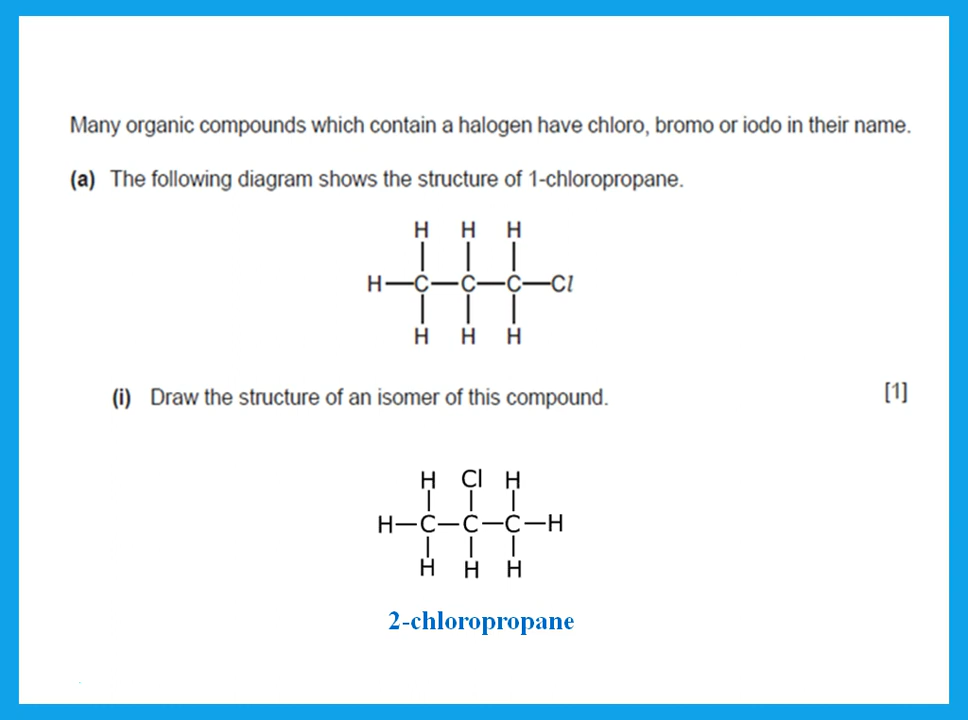 Many organic compounds which contain a halogen have chloro, bromo or iodo in their name.
(a) The following diagram shows the structure of 1-chloropropane.
H H H
H—C—C—C—Cl
H H H
(i) Draw the structure of an isomer of this compound. [1]
H Cl H
H—C—C—C—H
H H H
2-chloropropane